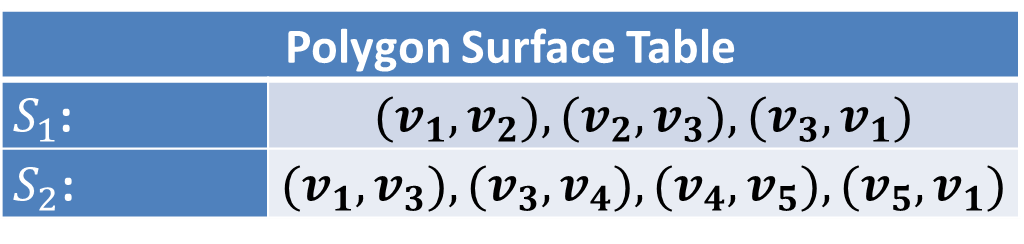 Polygon Surface Table
S₁: (v₁, v₂), (v₂, v₃), (v₃, v₁)
S₂: (v₁, v₃), (v₃, v₄), (v₄, v₅), (v₅, v₁)